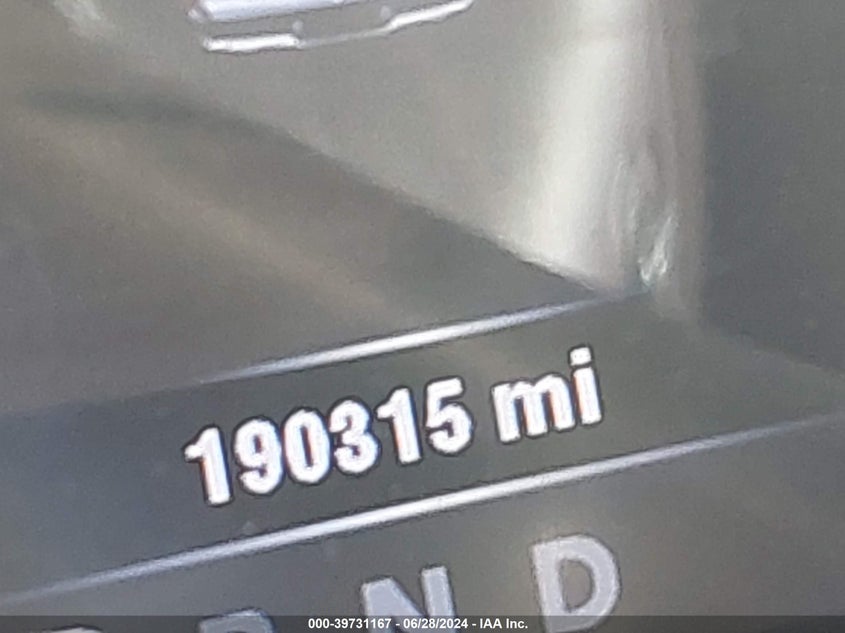 190315 mi
P R N D
000-39731167 - 06/28/2024 - IAA Inc.